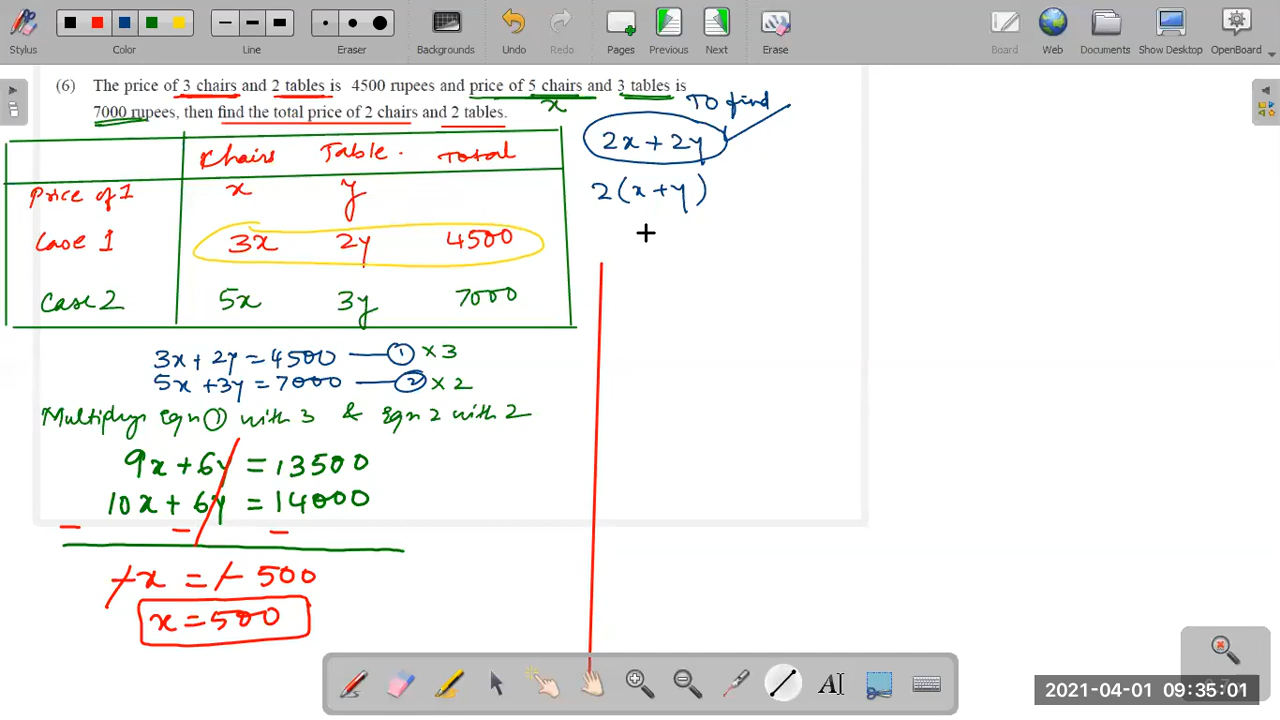 Stylus Color Line Eraser Backgrounds Undo Redo Pages Previous Next Erase Board Web Documents Show Desktop OpenBoard
(6) The price of 3 chairs and 2 tables is 4500 rupees and price of 5 chairs and 3 tables is
7000 rupees, then find the total price of 2 chairs and 2 tables.
x
To find
2x + 2y
2(x+y)
Chairs Table. Total
Price of 1 x y
Case 1 3x 2y 4500
Case 2 5x 3y 7000
3x + 2y = 4500 — ① × 3
5x + 3y = 7000 — ② × 2
Multiply Eqn ① with 3 & Eqn 2 with 2
9x + 6y = 13500
10x + 6y = 14000
− − −
-x = - 500
x = 500
2021-04-01 09:35:01